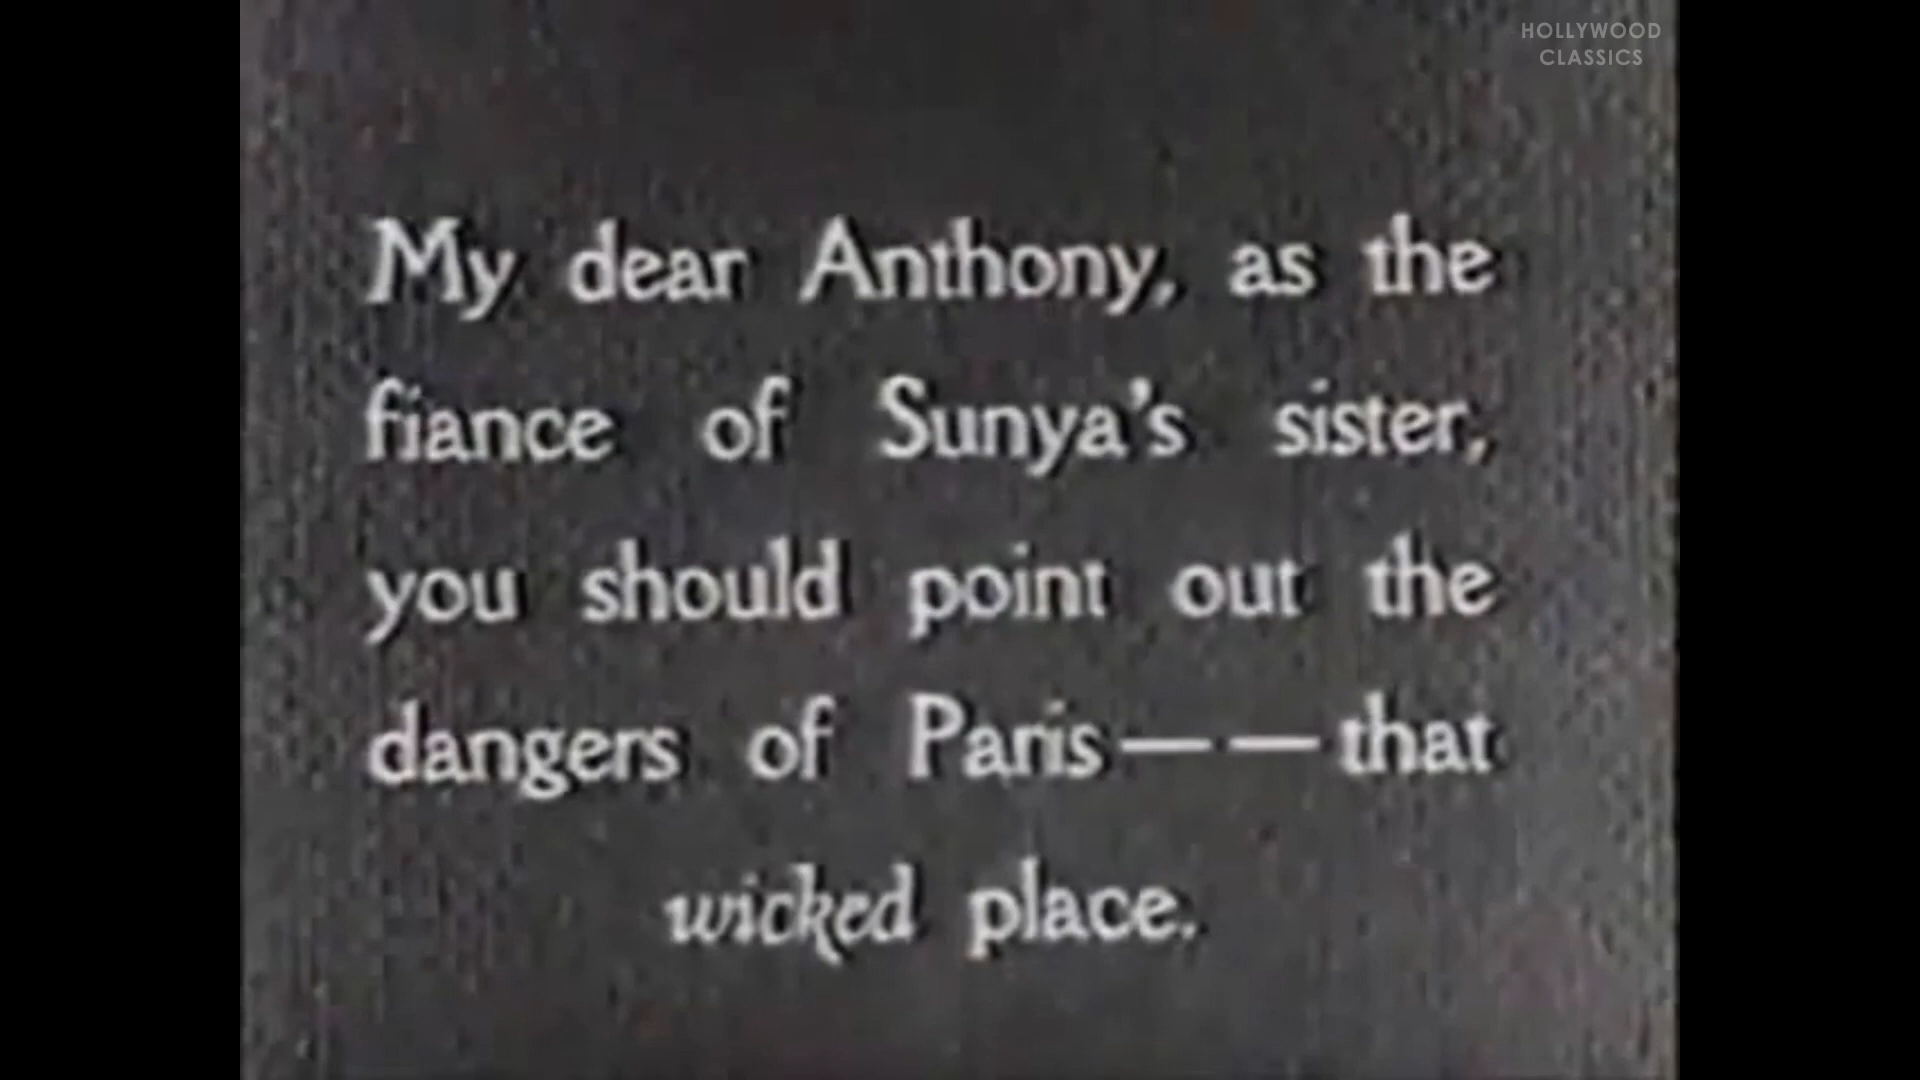 HOLLYWOOD
CLASSICS
My dear Anthony, as the
fiance of Sunya's sister,
you should point out the
dangers of Paris — — that
wicked place.